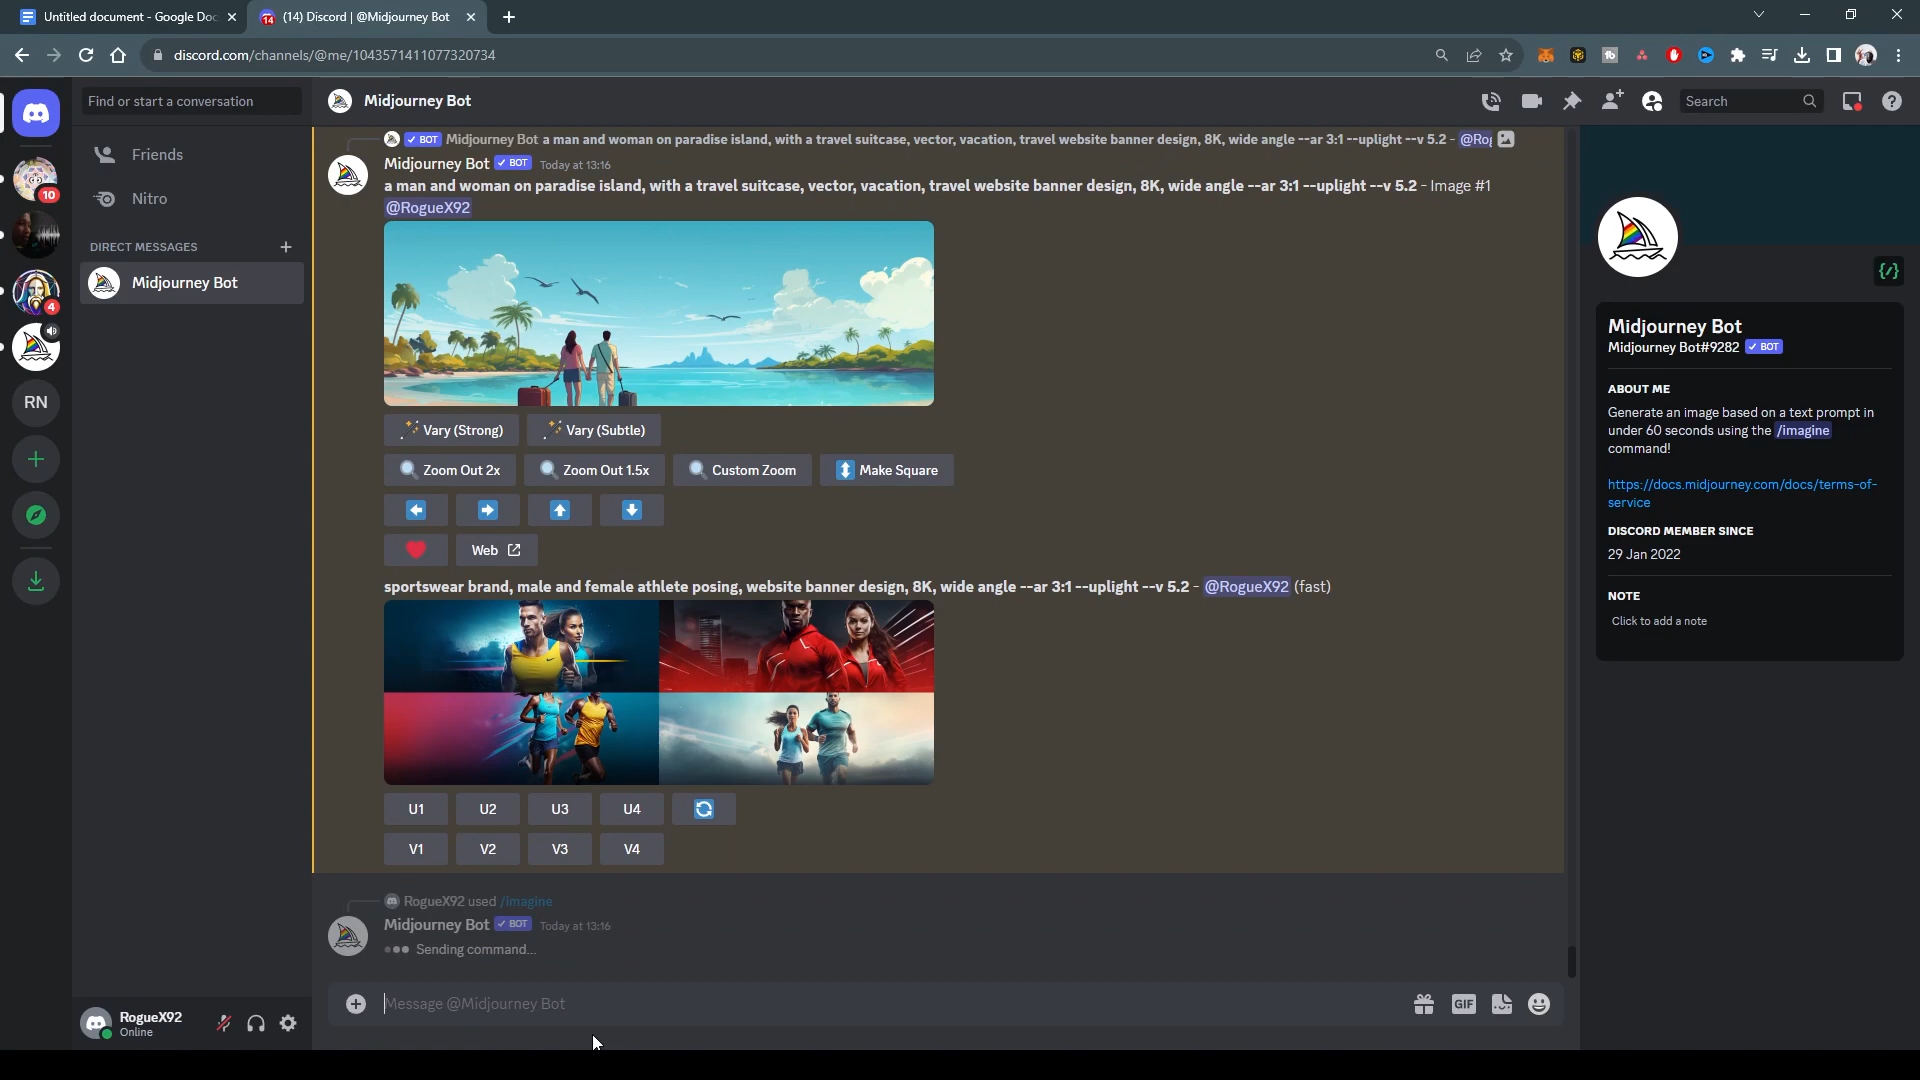 Untitled document - Google Doc
(14) Discord | @Midjourney Bot
discord.com/channels/@me/1043571411077320734
Find or start a conversation
Midjourney Bot
Search
Friends
Nitro
DIRECT MESSAGES
Midjourney Bot
10
4
RN
BOT Midjourney Bot a man and woman on paradise island, with a travel suitcase, vector, vacation, travel website banner design, 8K, wide angle --ar 3:1 --uplight --v 5.2 - @Rog
Midjourney Bot BOT Today at 13:16
a man and woman on paradise island, with a travel suitcase, vector, vacation, travel website banner design, 8K, wide angle --ar 3:1 --uplight --v 5.2 - Image #1
@RogueX92
Vary (Strong) Vary (Subtle)
Zoom Out 2x Zoom Out 1.5x Custom Zoom Make Square
Web
sportswear brand, male and female athlete posing, website banner design, 8K, wide angle --ar 3:1 --uplight --v 5.2 - @RogueX92 (fast)
U1 U2 U3 U4
V1 V2 V3 V4
RogueX92 used /imagine
Midjourney Bot BOT Today at 13:16
Sending command...
Message @Midjourney Bot
GIF
RogueX92
Online
Midjourney Bot
Midjourney Bot#9282 BOT
ABOUT ME
Generate an image based on a text prompt in
under 60 seconds using the /imagine
command!
https://docs.midjourney.com/docs/terms-of-
service
DISCORD MEMBER SINCE
29 Jan 2022
NOTE
Click to add a note